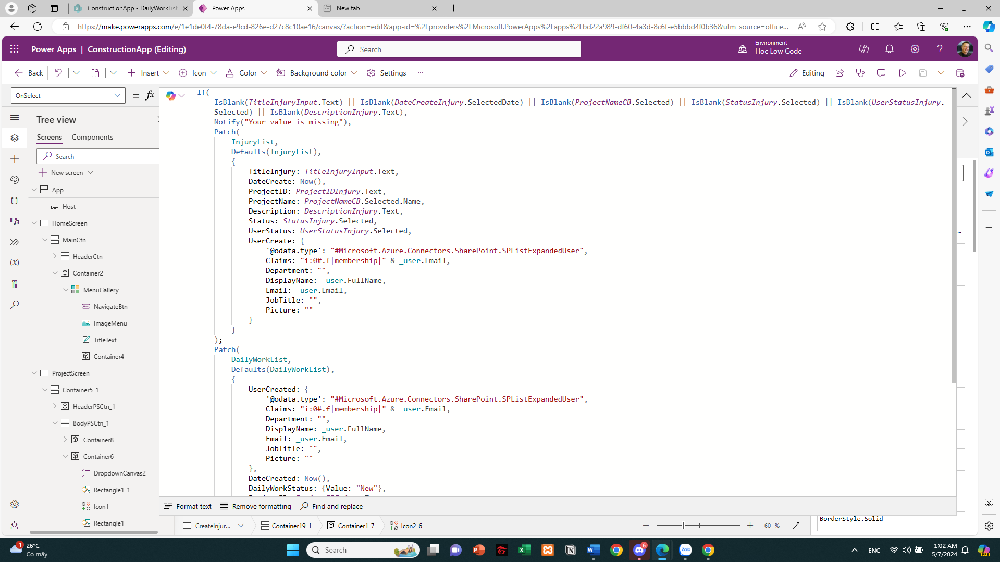 ConstructionApp - DailyWorkList
Power Apps
New tab
https://make.powerapps.com/e/1e1de0f4-78da-e9cd-826e-d27c8c10ae16/canvas/?action=edit&app-id=%2Fproviders%2FMicrosoft.PowerApps%2Fapps%2Fbd22a989-df60-4a3d-8c6f-e5bbbd4f0b36&utm_source=office...
Power Apps | ConstructionApp (Editing)
Search
Environment
Hoc Low Code
Back
Insert
Icon
Color
Background color
Settings
Editing
OnSelect
= fx
Tree view
Screens Components
Search
New screen
App
Host
HomeScreen
MainCtn
HeaderCtn
Container2
MenuGallery
NavigateBtn
ImageMenu
TitleText
Container4
ProjectScreen
Container5_1
HeaderPSCtn_1
BodyPSCtn_1
Container8
Container6
DropdownCanvas2
Rectangle1_1
Icon1
Rectangle1
If(
IsBlank(TitleInjuryInput.Text) || IsBlank(DateCreateInjury.SelectedDate) || IsBlank(ProjectNameCB.Selected) || IsBlank(StatusInjury.Selected) || IsBlank(UserStatusInjury.
Selected) || IsBlank(DescriptionInjury.Text),
Notify("Your value is missing"),
Patch(
InjuryList,
Defaults(InjuryList),
{
TitleInjury: TitleInjuryInput.Text,
DateCreate: Now(),
ProjectID: ProjectIDInjury.Text,
ProjectName: ProjectNameCB.Selected.Name,
Description: DescriptionInjury.Text,
Status: StatusInjury.Selected,
UserStatus: UserStatusInjury.Selected,
UserCreate: {
'@odata.type': "#Microsoft.Azure.Connectors.SharePoint.SPListExpandedUser",
Claims: "i:0#.f|membership|" & _user.Email,
Department: "",
DisplayName: _user.FullName,
Email: _user.Email,
JobTitle: "",
Picture: ""
}
}
);
Patch(
DailyWorkList,
Defaults(DailyWorkList),
{
UserCreated: {
'@odata.type': "#Microsoft.Azure.Connectors.SharePoint.SPListExpandedUser",
Claims: "i:0#.f|membership|" & _user.Email,
Department: "",
DisplayName: _user.FullName,
Email: _user.Email,
JobTitle: "",
Picture: ""
},
DateCreated: Now(),
DailyWorkStatus: {Value: "New"},
Format text
Remove formatting
Find and replace
CreateInjur...
Container19_1
Container1_7
Icon2_6
60 %
BorderStyle.Solid
1
26°C
Có mây
Search
6
Zalo
ENG
1:02 AM
5/7/2024
PRE